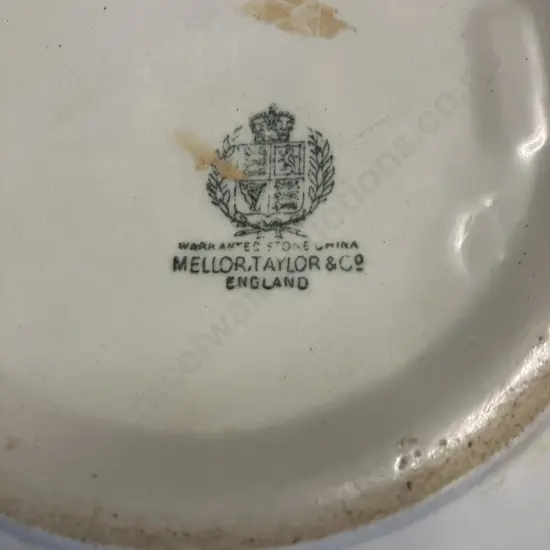 WARRANTED STONE CHINA
MELLOR, TAYLOR & Co
ENGLAND